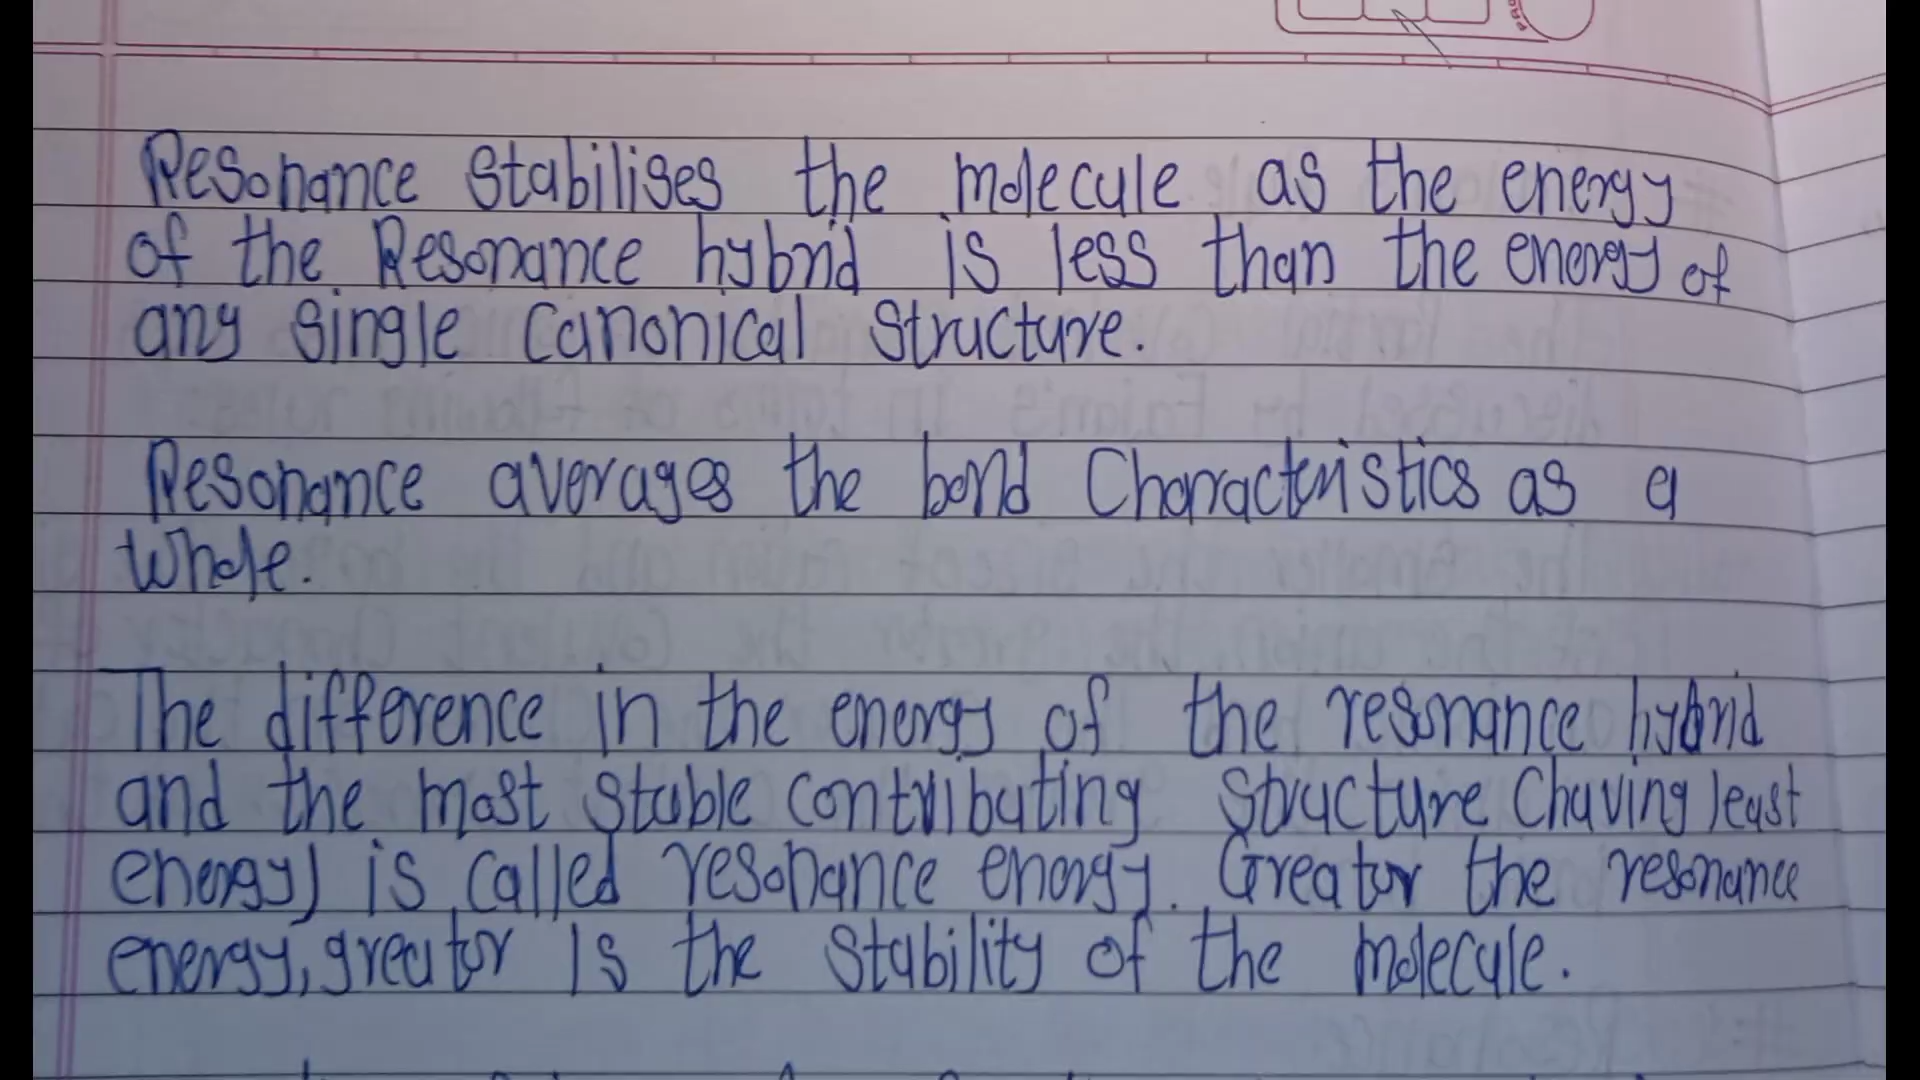 Resonance stabilises the molecule as the energy
of the Resonance hybrid is less than the energy of
any single canonical structure.
Resonance averages the bond characteristics as a
whole.
The difference in the energy of the resonance hybrid
and the most stable contributing structure (having least
energy) is called resonance energy. Greater the resonance
energy, greater is the stability of the molecule.